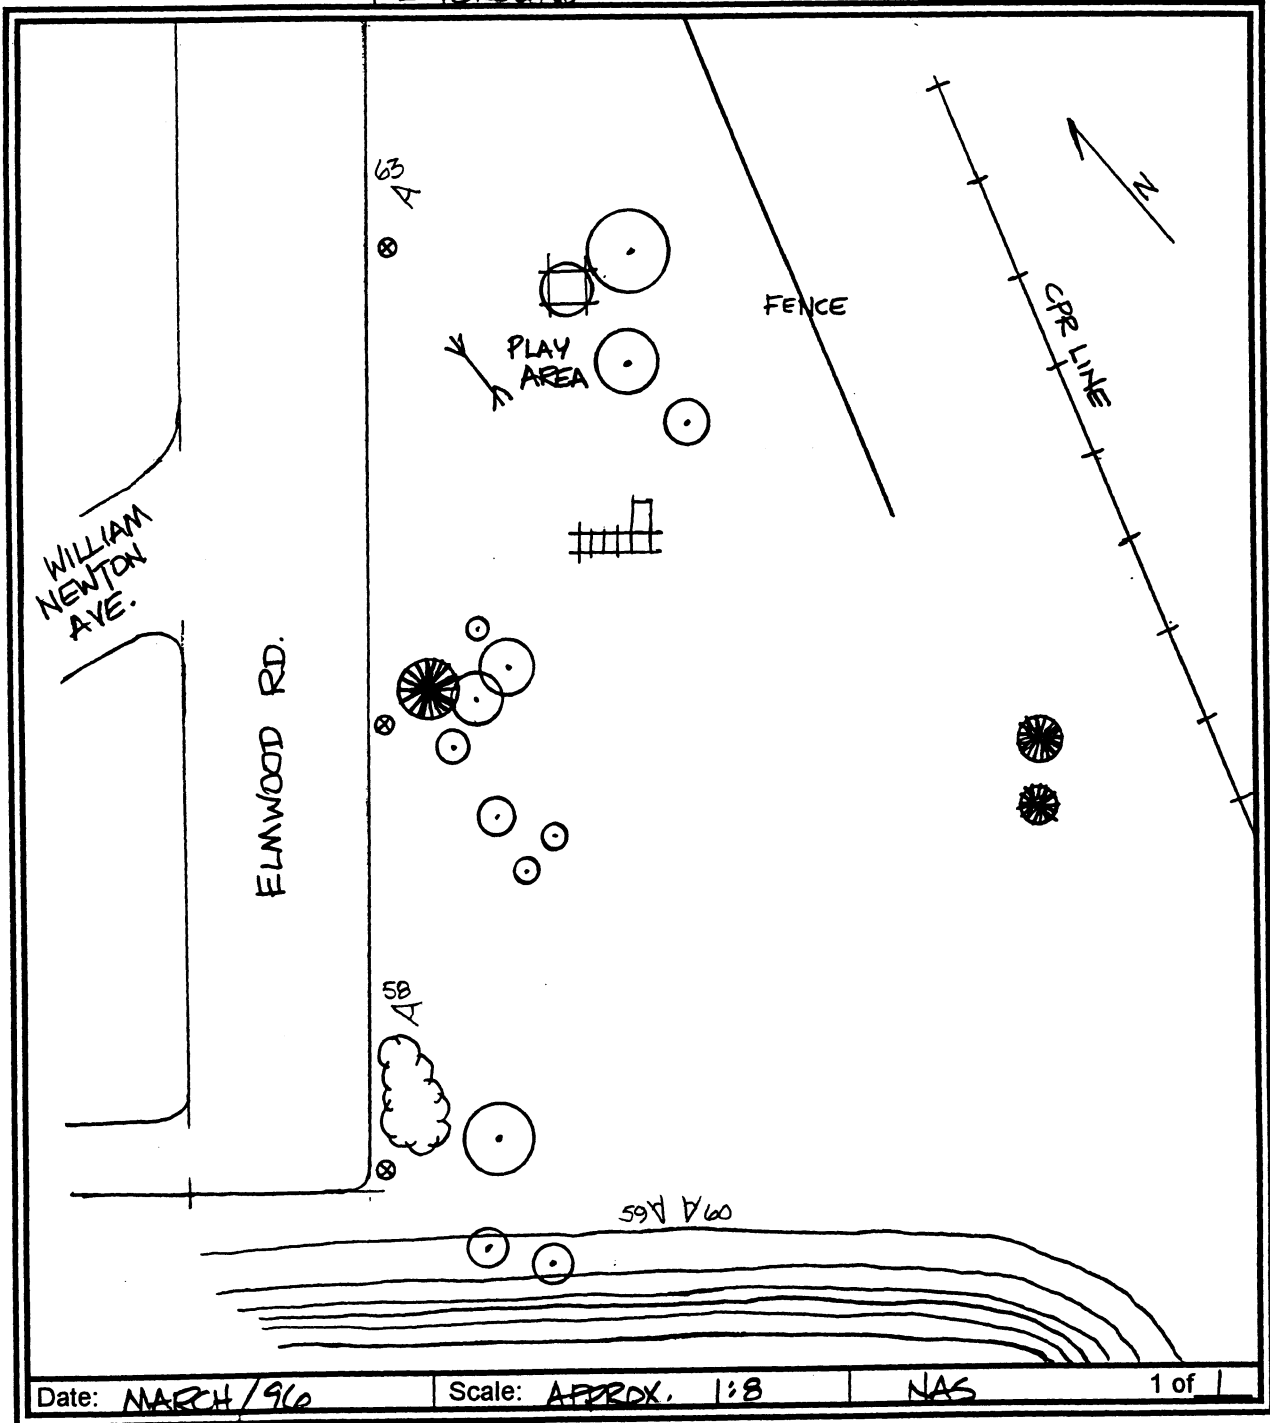 63
N
FENCE
CPR LINE
PLAY
AREA
WILLIAM
NEWTON
AVE.
ELMWOOD RD.
58
59
60
Date: MARCH/96
Scale: APPROX. 1:8
NAS
1 of 1